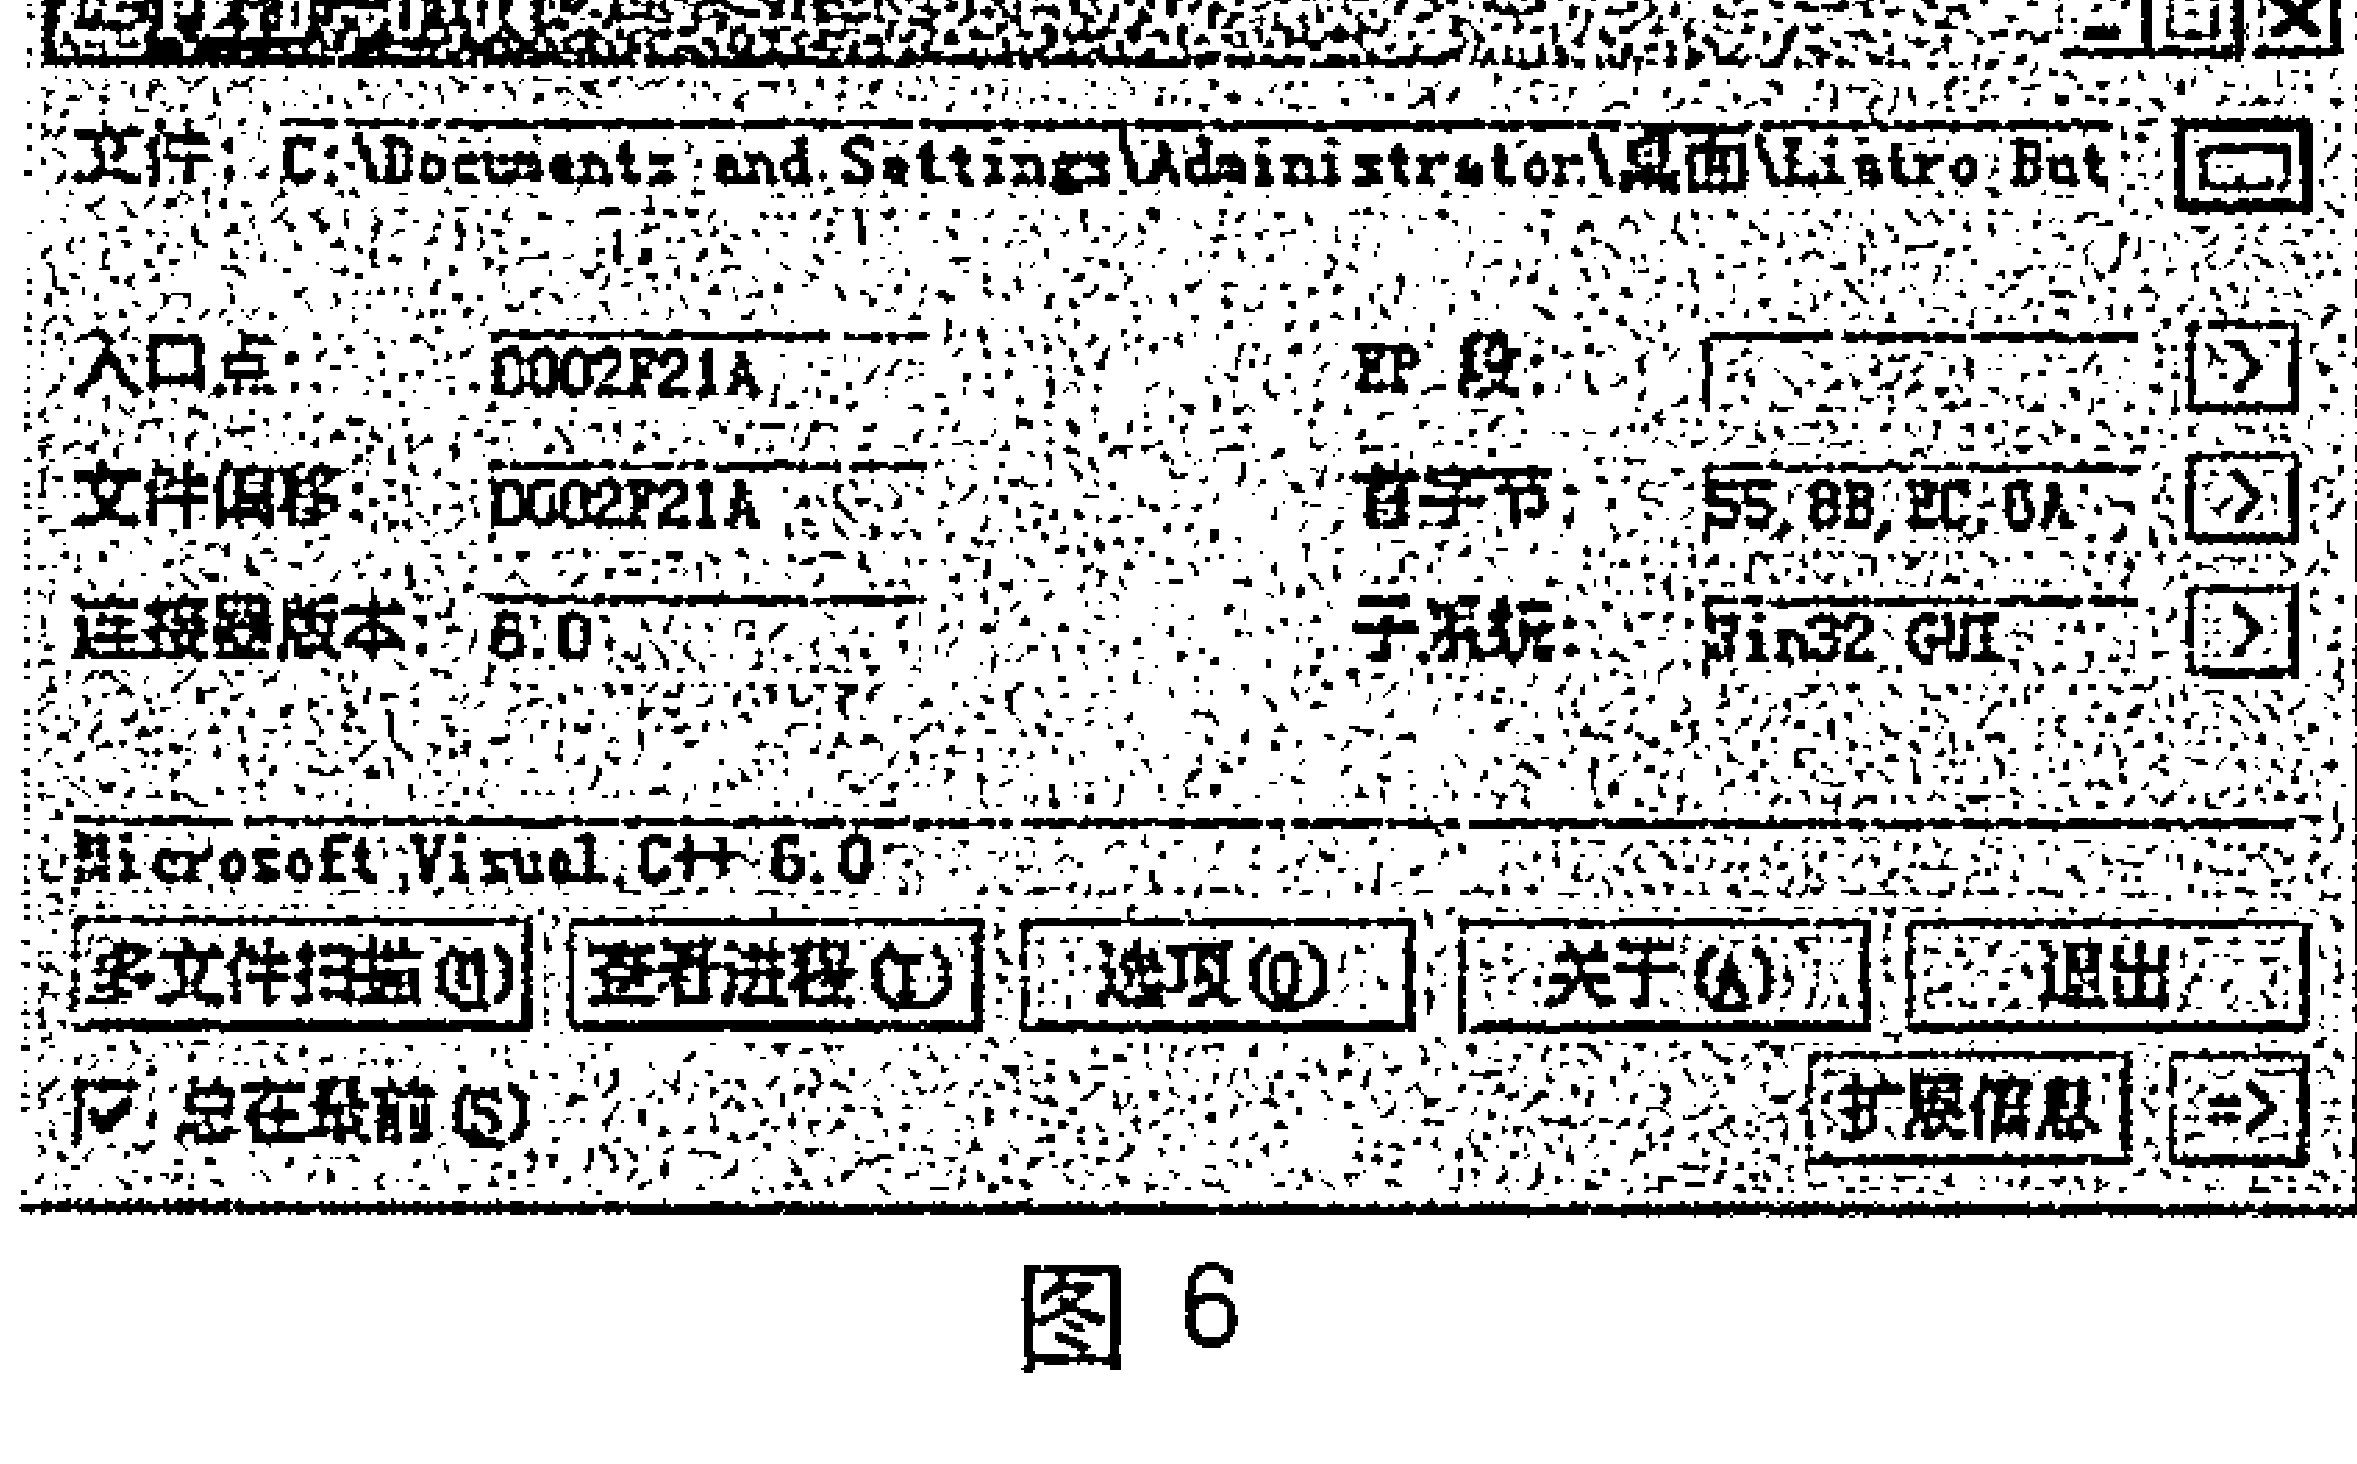 文件: C:\Documents and Settings\Administrator\桌面\Listro But
入口点: 0002F21A EP 段: >
文件偏移: 0002F21A 首字节: 55,8B,EC,6A >
连接器版本: 6.0 子系统: Win32 GUI >
Microsoft Visual C++ 6.0
多文件扫描(M) 查看进程(T) 选项(O) 关于(A) 退出
总在最前(S) 扩展信息 =>
图 6